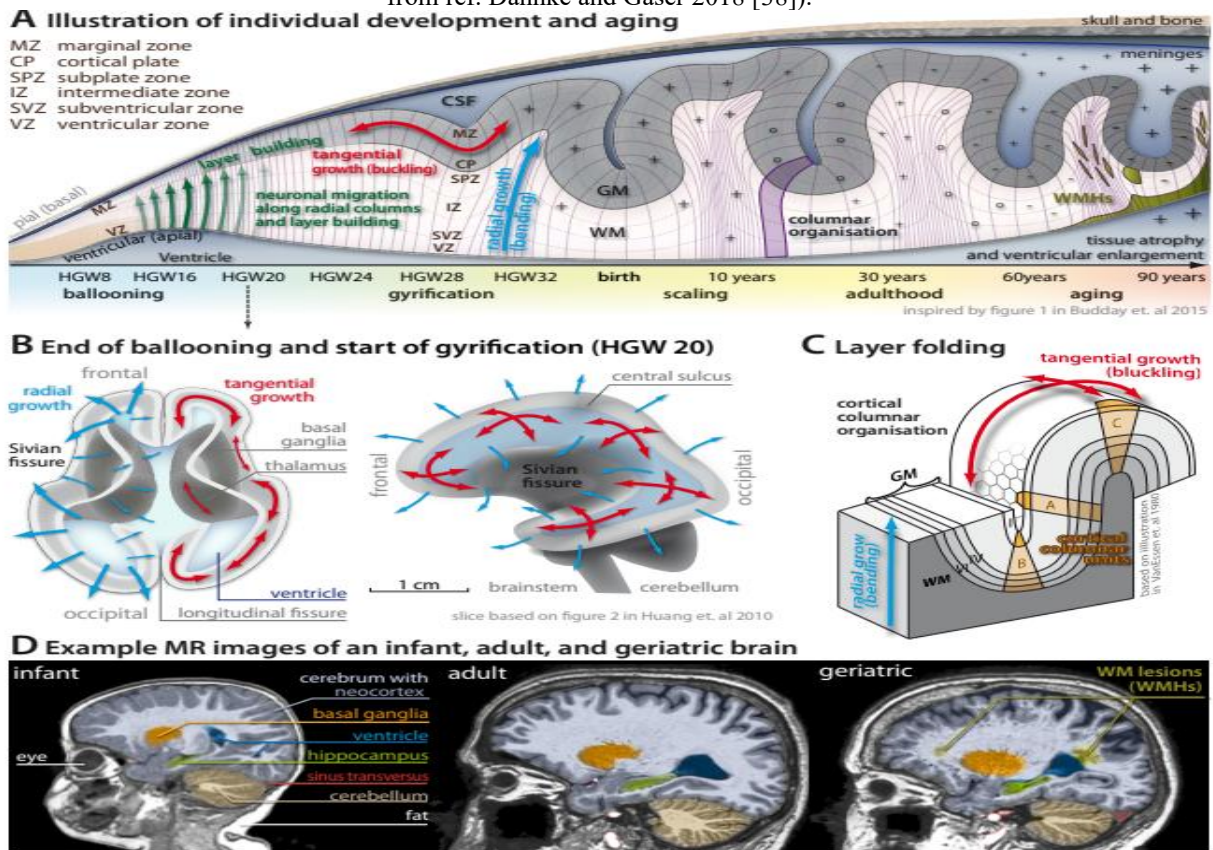 from ref. Dahnke and Gaser 2018 [38]).
A Illustration of individual development and aging
skull and bone
MZ marginal zone
CP cortical plate
SPZ subplate zone
IZ intermediate zone
SVZ subventricular zone
VZ ventricular zone
meninges
CSF
MZ
CP
SPZ
IZ
SVZ
VZ
layer building
tangential
growth (buckling)
neuronal migration
along radial columns
and layer building
radial growth
(bending)
pial (basal)
MZ
VZ
ventricular (apial)
Ventricle
GM
WM
columnar
organisation
WMHs
tissue atrophy
and ventricular enlargement
HGW8 HGW16 HGW20 HGW24 HGW28 HGW32 birth 10 years 30 years 60years 90 years
ballooning gyrification scaling adulthood aging
inspired by figure 1 in Budday et. al 2015
B End of ballooning and start of gyrification (HGW 20)
frontal
radial
growth
tangential
growth
Sivian
fissure
basal
ganglia
thalamus
ventricle
occipital
longitudinal fissure
central sulcus
frontal
Sivian
fissure
occipital
1 cm
brainstem
cerebellum
slice based on figure 2 in Huang et. al 2010
C Layer folding
tangential growth
(bluckling)
cortical
columnar
organisation
GM
C
A
B
I
VI
IV
WM
cortical
columnar
units
radial grow
(bending)
based on illustration
in VanEssen et. al 1980
D Example MR images of an infant, adult, and geriatric brain
infant
cerebrum with
neocortex
basal ganglia
ventricle
hippocampus
sinus transversus
cerebellum
fat
eye
adult
geriatric
WM lesions
(WMHs)